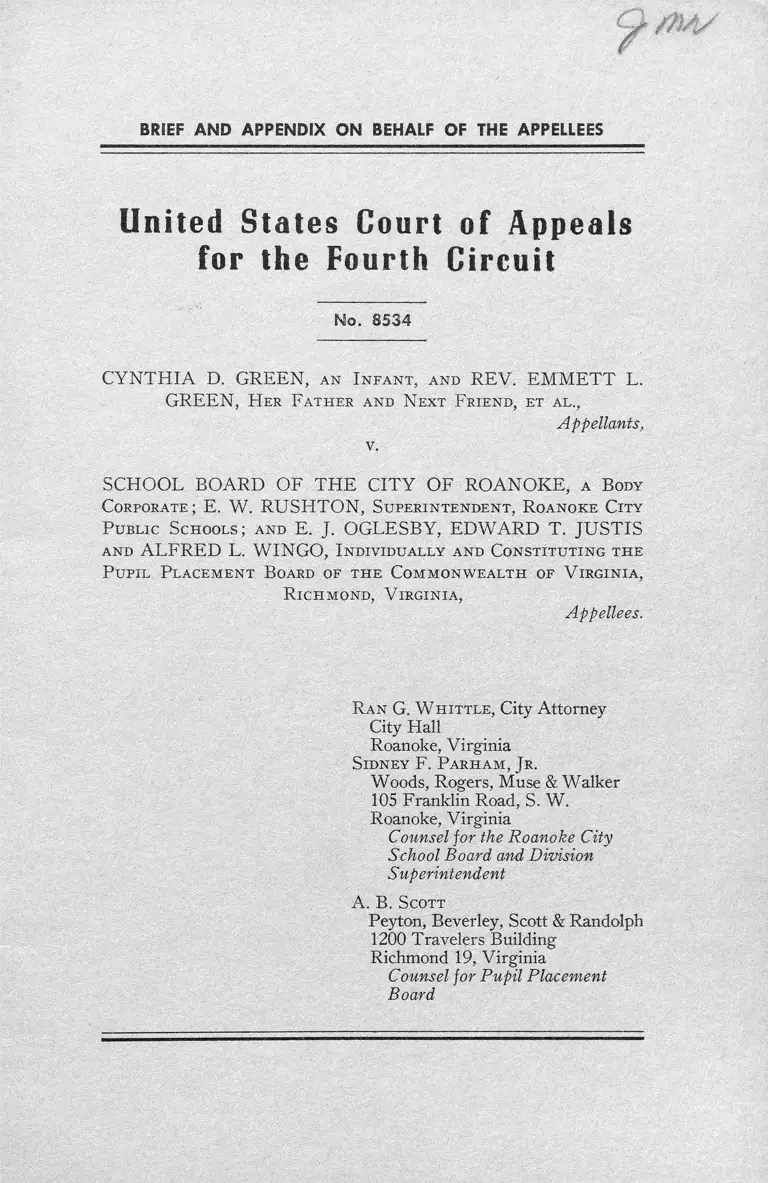 BRIEF AND APPENDIX ON BEHALF OF THE APPELLEES
United States Court of Appeals
for the Fourth Circuit
No. 8534
CYNTHIA D. GREEN, AN INFANT, AND REV. EMMETT L.
GREEN, HER FATHER AND NEXT FRIEND, ET AL.,
Appellants,
v.
SCHOOL BOARD OF THE CITY OF ROANOKE, A BODY
CORPORATE; E. W. RUSHTON, SUPERINTENDENT, ROANOKE CITY
PUBLIC SCHOOLS; AND E. J. OGLESBY, EDWARD T. JUSTIS
AND ALFRED L. WINGO, INDIVIDUALLY AND CONSTITUTING THE
PUPIL PLACEMENT BOARD OF THE COMMONWEALTH OF VIRGINIA,
RICHMOND, VIRGINIA,
Appellees.
RAN G. WHITTLE, City Attorney
City Hall
Roanoke, Virginia
SIDNEY F. PARHAM, JR.
Woods, Rogers, Muse & Walker
105 Franklin Road, S. W.
Roanoke, Virginia
Counsel for the Roanoke City
School Board and Division
Superintendent
A. B. SCOTT
Peyton, Beverley, Scott & Randolph
1200 Travelers Building
Richmond 19, Virginia
Counsel for Pupil Placement
Board